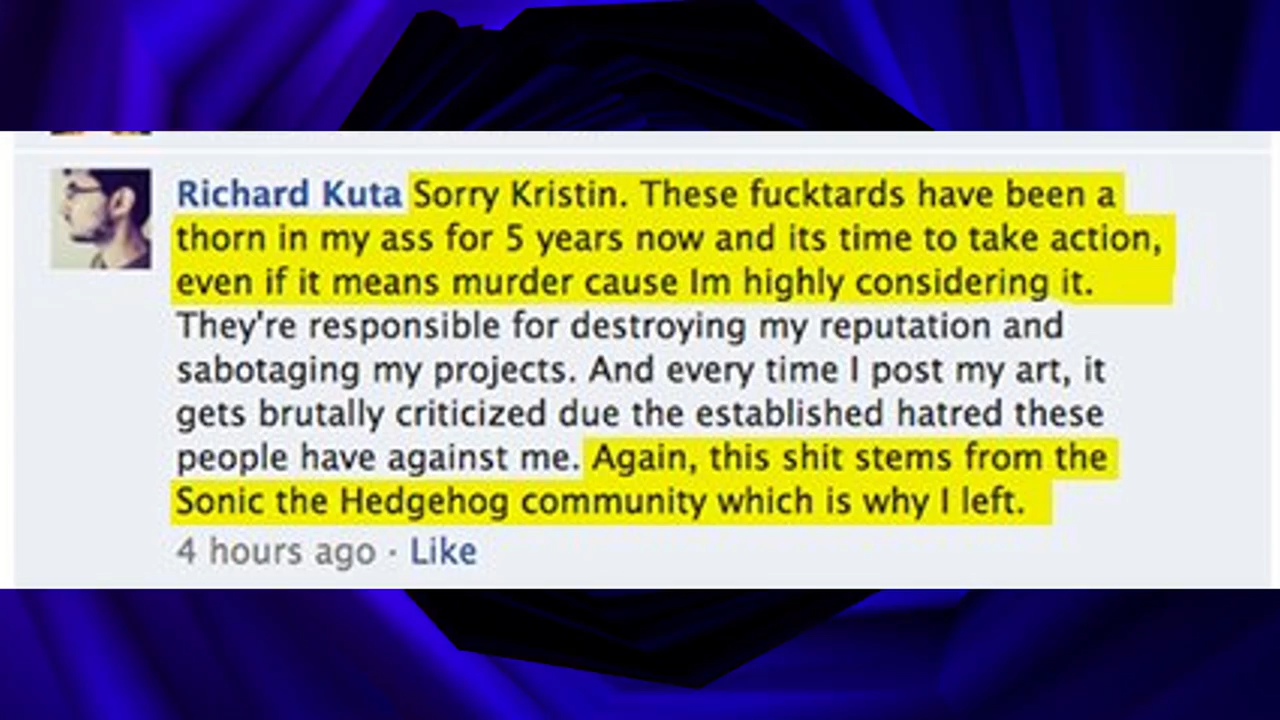 Richard Kuta Sorry Kristin. These fucktards have been a
thorn in my ass for 5 years now and its time to take action,
even if it means murder cause Im highly considering it.
They're responsible for destroying my reputation and
sabotaging my projects. And every time I post my art, it
gets brutally criticized due the established hatred these
people have against me. Again, this shit stems from the
Sonic the Hedgehog community which is why I left.
4 hours ago · Like